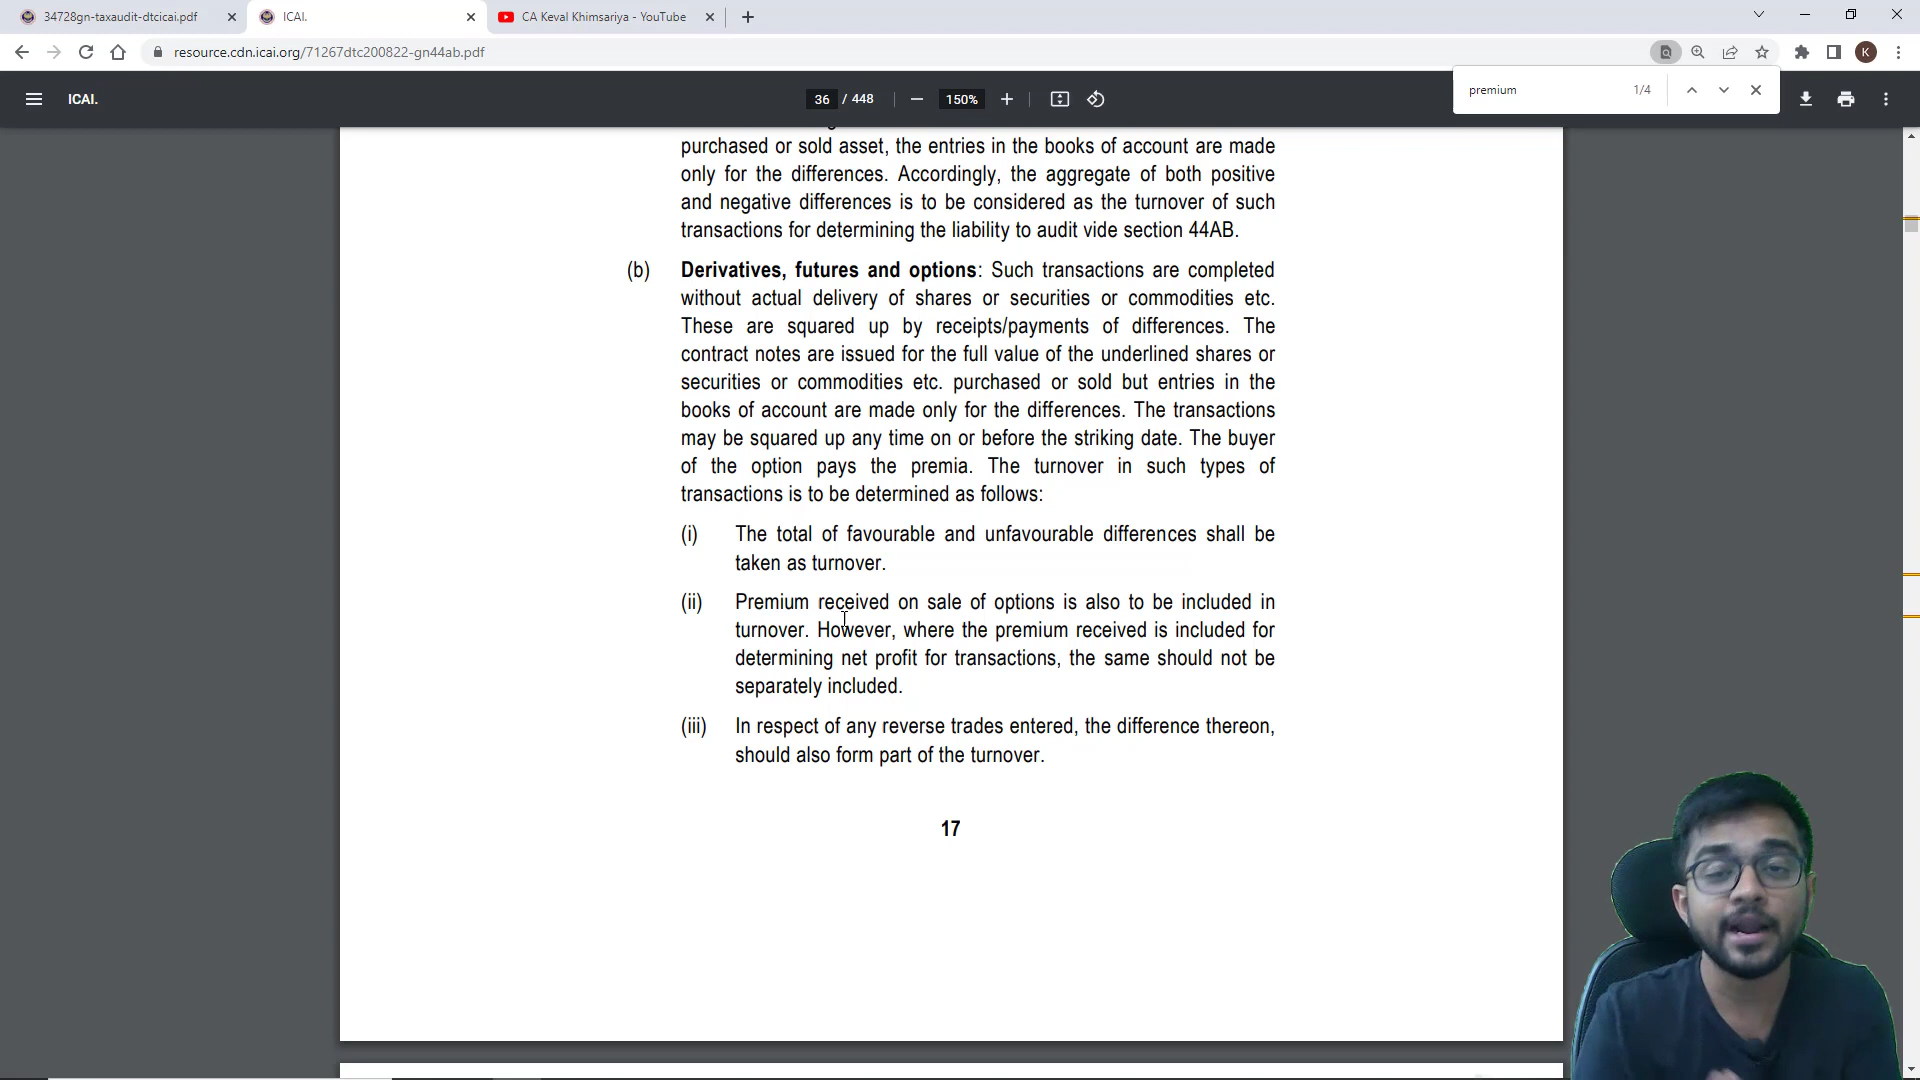 34728gn-taxaudit-dtcicai.pdf
ICAI.
CA Keval Khimsariya - YouTube
resource.cdn.icai.org/71267dtc200822-gn44ab.pdf
K
ICAI.
36 / 448
150%
premium
1/4
purchased or sold asset, the entries in the books of account are made
only for the differences. Accordingly, the aggregate of both positive
and negative differences is to be considered as the turnover of such
transactions for determining the liability to audit vide section 44AB.
(b) Derivatives, futures and options: Such transactions are completed
without actual delivery of shares or securities or commodities etc.
These are squared up by receipts/payments of differences. The
contract notes are issued for the full value of the underlined shares or
securities or commodities etc. purchased or sold but entries in the
books of account are made only for the differences. The transactions
may be squared up any time on or before the striking date. The buyer
of the option pays the premia. The turnover in such types of
transactions is to be determined as follows:
(i) The total of favourable and unfavourable differences shall be
taken as turnover.
(ii) Premium received on sale of options is also to be included in
turnover. However, where the premium received is included for
determining net profit for transactions, the same should not be
separately included.
(iii) In respect of any reverse trades entered, the difference thereon,
should also form part of the turnover.
17